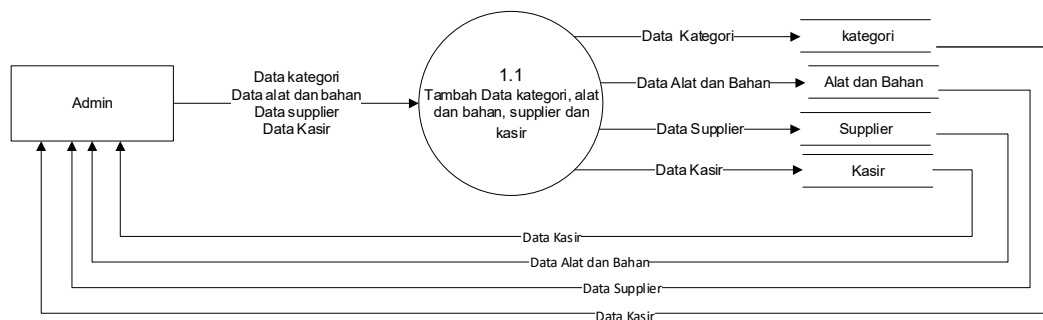 Admin
Data kategori
Data alat dan bahan
Data supplier
Data Kasir
1.1
Tambah Data kategori, alat
dan bahan, supplier dan
kasir
Data Kategori
kategori
Data Alat dan Bahan
Alat dan Bahan
Data Supplier
Supplier
Data Kasir
Kasir
Data Kasir
Data Alat dan Bahan
Data Supplier
Data Kasir